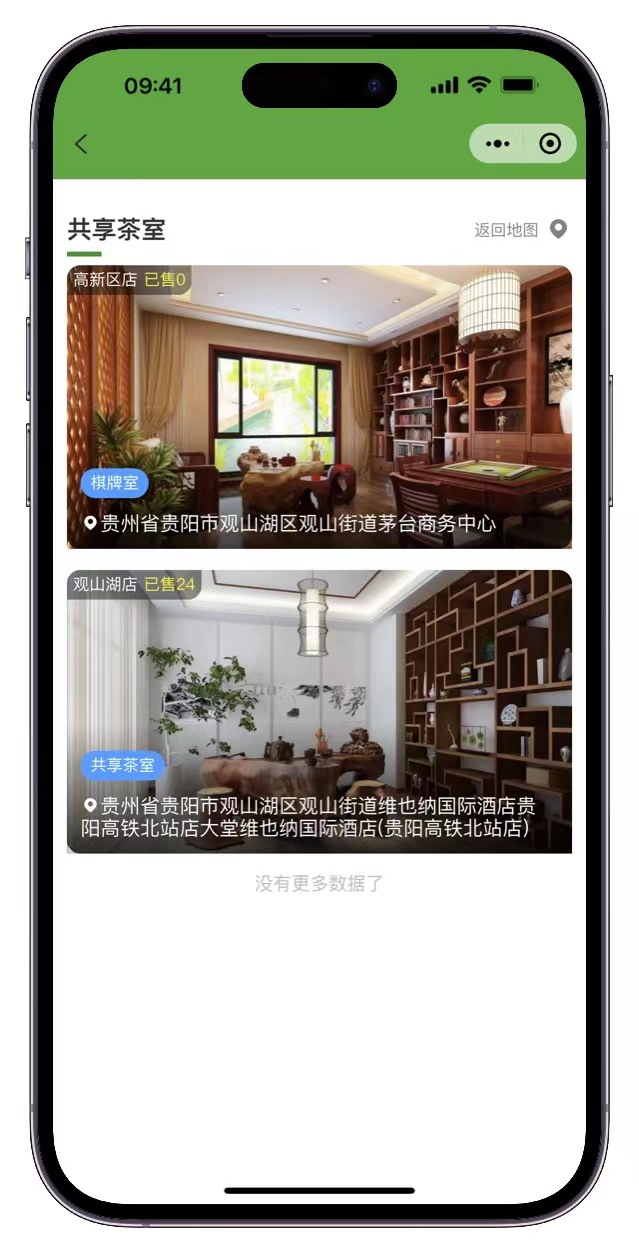 09:41
共享茶室
返回地图
高新区店 已售0
棋牌室
贵州省贵阳市观山湖区观山街道茅台商务中心
观山湖店 已售24
共享茶室
贵州省贵阳市观山湖区观山街道维也纳国际酒店贵
阳高铁北站店大堂维也纳国际酒店(贵阳高铁北站店)
没有更多数据了